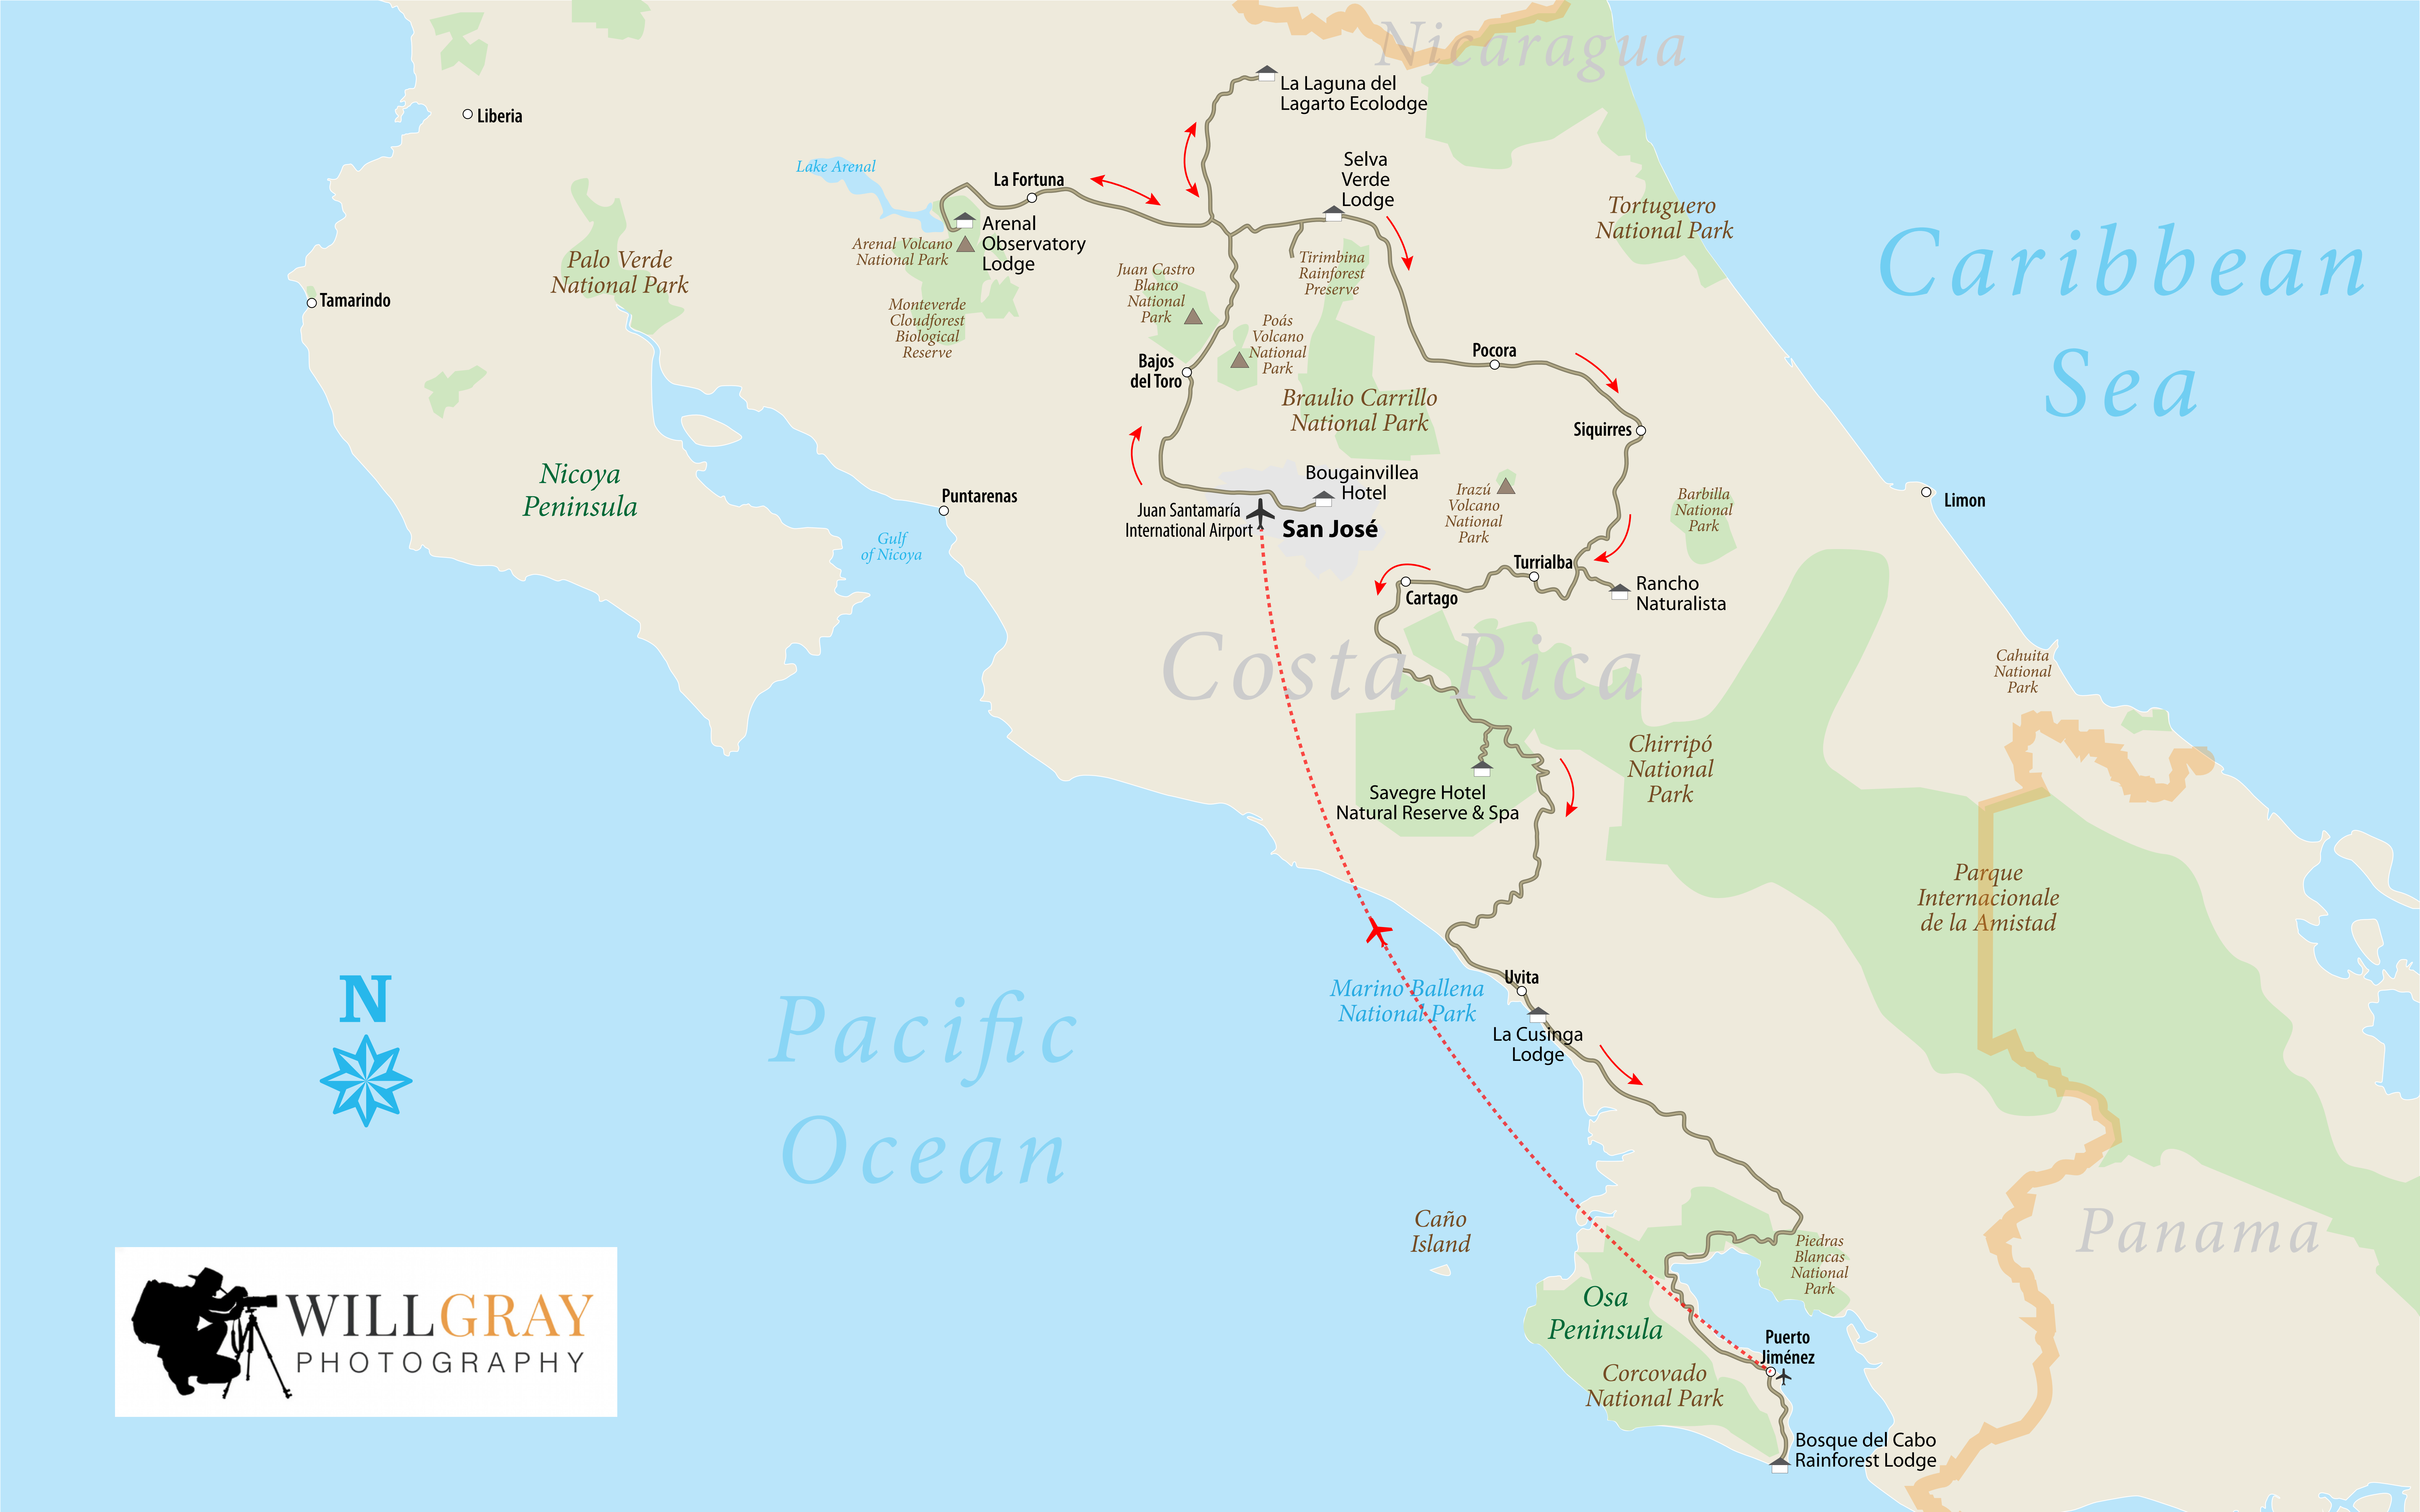 Nicaragua
La Laguna del
Lagarto Ecolodge
Liberia
Lake Arenal
La Fortuna
Selva
Verde
Lodge
Arenal
Observatory
Lodge
Arenal Volcano
National Park
Tortuguero
National Park
Caribbean
Sea
Palo Verde
National Park
Juan Castro
Blanco
National
Park
Tirimbina
Rainforest
Preserve
Tamarindo
Monteverde
Cloudforest
Biological
Reserve
Poás
Volcano
National
Park
Bajos
del Toro
Pocora
Braulio Carrillo
National Park
Siquirres
Nicoya
Peninsula
Bougainvillea
Hotel
Puntarenas
Juan Santamaría
International Airport
San José
Irazú
Volcano
National
Park
Barbilla
National
Park
Limon
Gulf
of Nicoya
Turrialba
Cartago
Rancho
Naturalista
Costa Rica
Cahuita
National
Park
Chirripó
National
Park
Savegre Hotel
Natural Reserve & Spa
Parque
Internacionale
de la Amistad
Uvita
Marino Ballena
National Park
La Cusinga
Lodge
N
Pacific
Ocean
Caño
Island
Panama
Piedras
Blancas
National
Park
Osa
Peninsula
Puerto
Jiménez
Corcovado
National Park
Bosque del Cabo
Rainforest Lodge
WILLGRAY
PHOTOGRAPHY